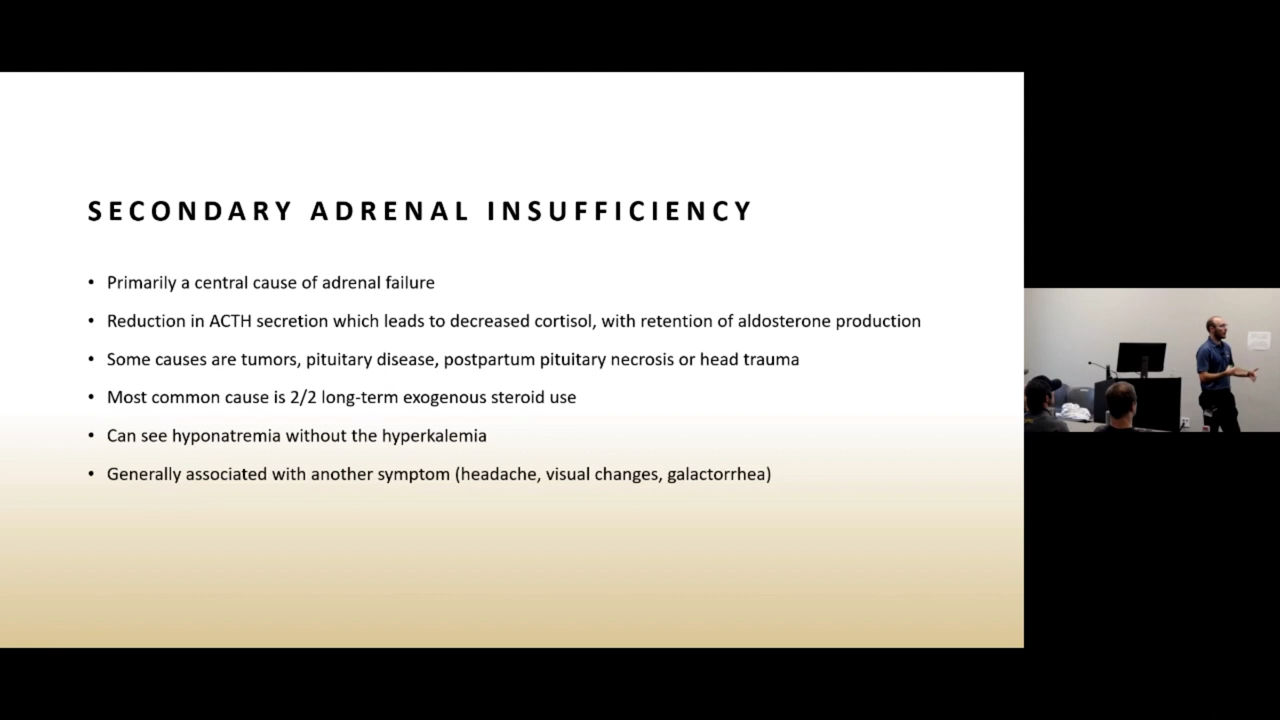 SECONDARY ADRENAL INSUFFICIENCY
• Primarily a central cause of adrenal failure
• Reduction in ACTH secretion which leads to decreased cortisol, with retention of aldosterone production
• Some causes are tumors, pituitary disease, postpartum pituitary necrosis or head trauma
• Most common cause is 2/2 long-term exogenous steroid use
• Can see hyponatremia without the hyperkalemia
• Generally associated with another symptom (headache, visual changes, galactorrhea)